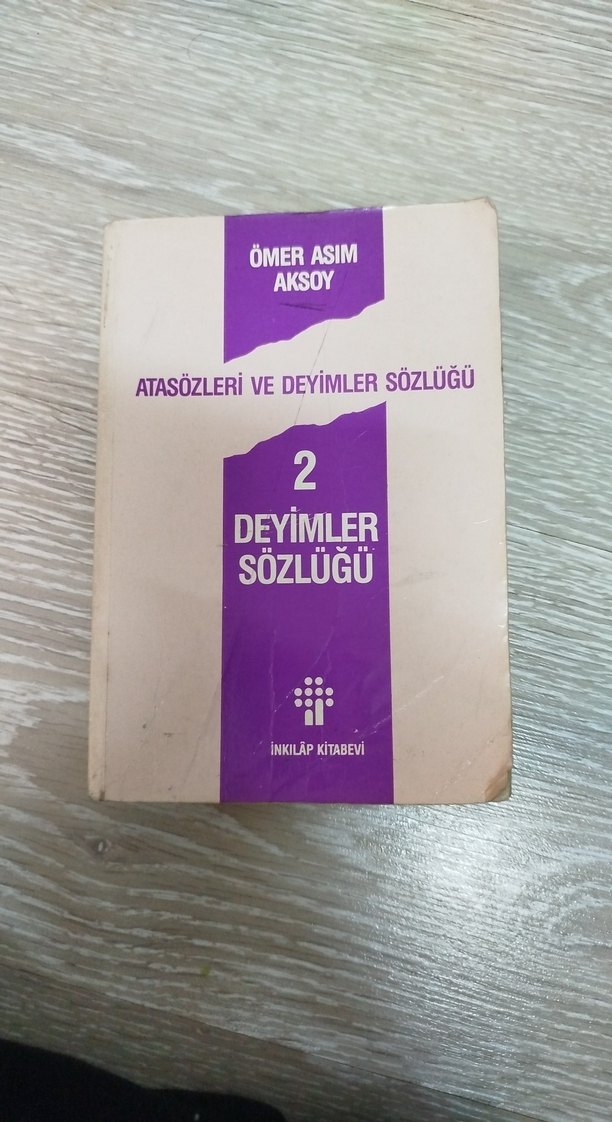 ÖMER ASIM
AKSOY
ATASÖZLERİ VE DEYİMLER SÖZLÜĞÜ
2
DEYİMLER
SÖZLÜĞÜ
İNKILÂP KİTABEVİ